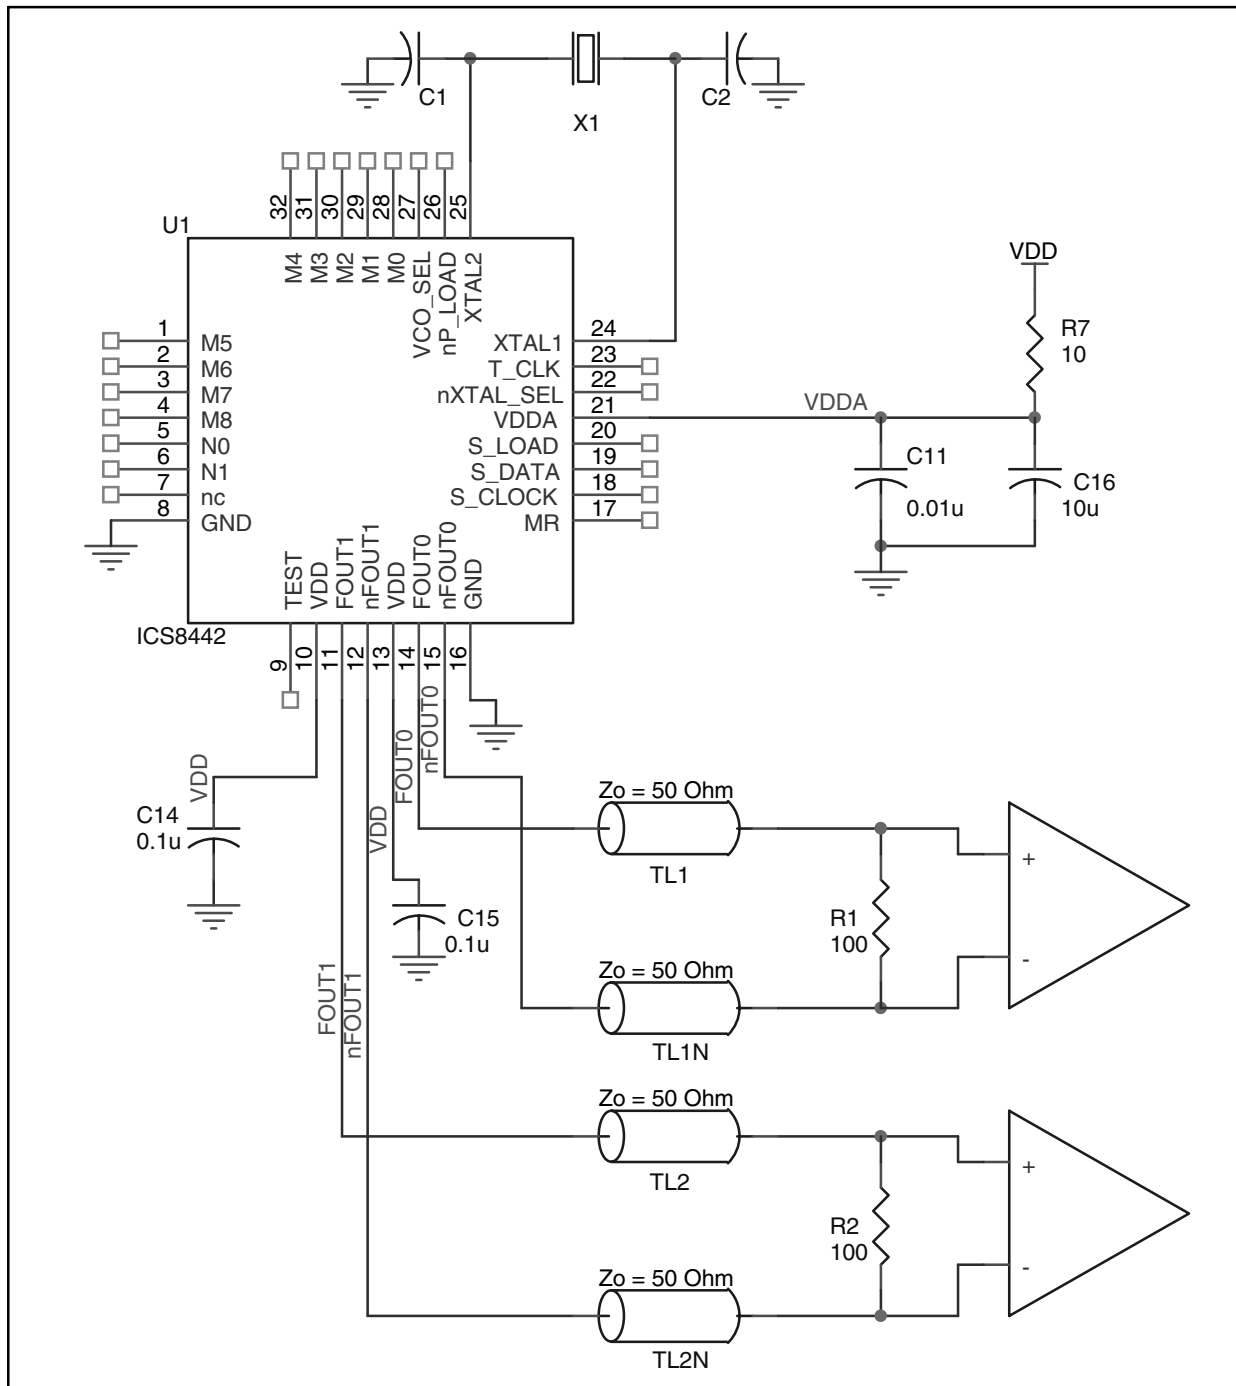 C1
X1
C2
U1
32
31
30
29
28
27
26
25
M4
M3
M2
M1
M0
VCO_SEL
nP_LOAD
XTAL2
1
2
3
4
5
6
7
8
M5
M6
M7
M8
N0
N1
nc
GND
XTAL1
T_CLK
nXTAL_SEL
VDDA
S_LOAD
S_DATA
S_CLOCK
MR
24
23
22
21
20
19
18
17
VDD
R7
10
VDDA
C11
0.01u
C16
10u
TEST
VDD
FOUT1
nFOUT1
VDD
FOUT0
nFOUT0
GND
ICS8442
9
10
11
12
13
14
15
16
VDD
C14
0.1u
VDD
FOUT0
nFOUT0
C15
0.1u
FOUT1
nFOUT1
Zo = 50 Ohm
TL1
R1
100
+
-
Zo = 50 Ohm
TL1N
Zo = 50 Ohm
TL2
R2
100
+
-
Zo = 50 Ohm
TL2N